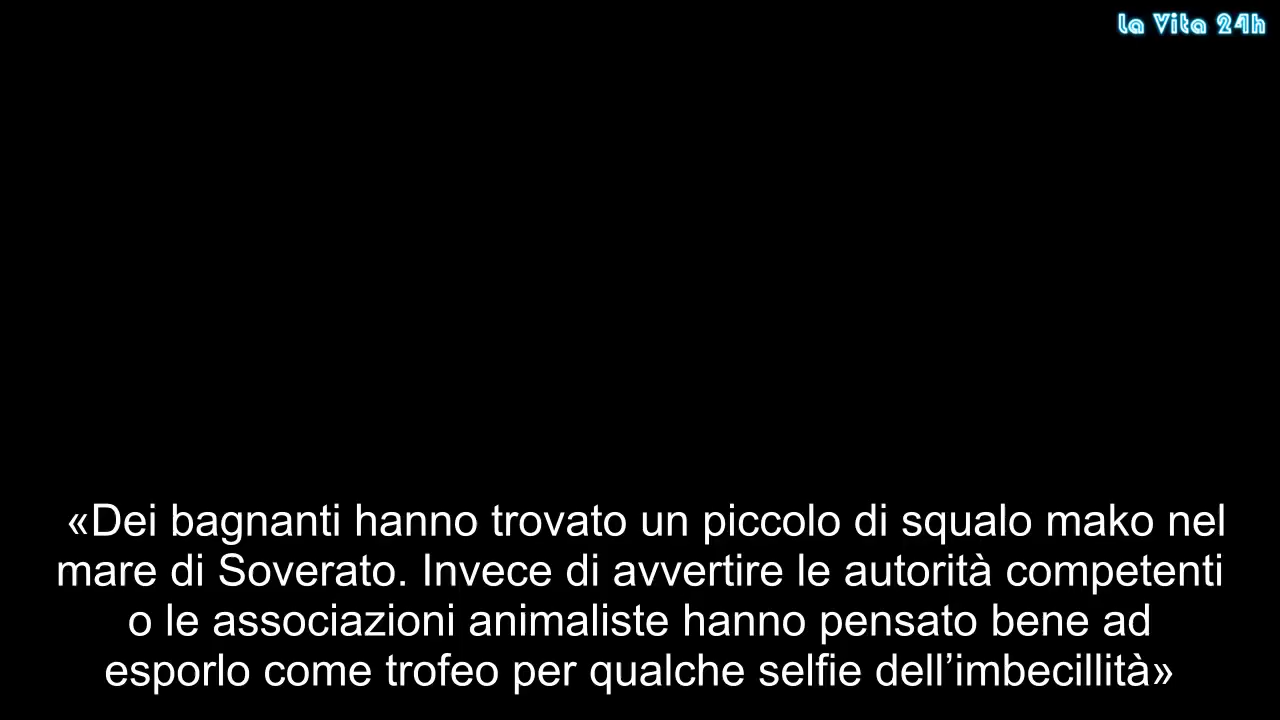 La Vita 24h
«Dei bagnanti hanno trovato un piccolo di squalo mako nel
mare di Soverato. Invece di avvertire le autorità competenti
o le associazioni animaliste hanno pensato bene ad
esporlo come trofeo per qualche selfie dell’imbecillità»